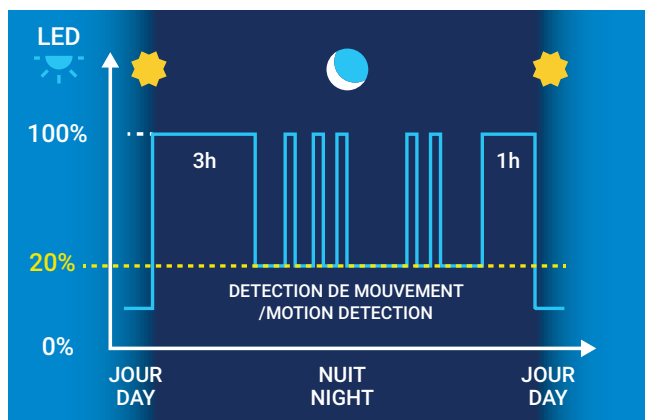 LED
100%
3h
1h
20%
DETECTION DE MOUVEMENT
/MOTION DETECTION
0%
JOUR
DAY
NUIT
NIGHT
JOUR
DAY